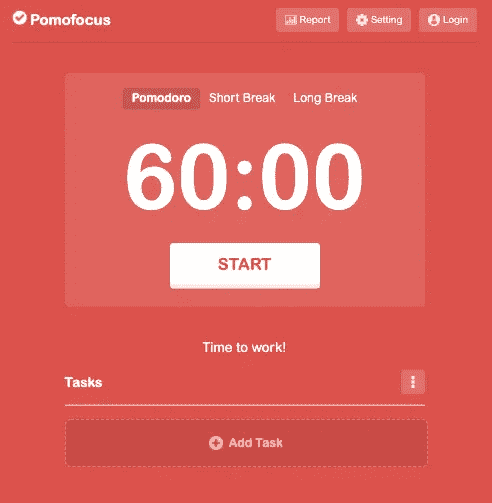 Pomofocus
Report
Setting
Login
Pomodoro
Short Break
Long Break
60:00
START
Time to work!
Tasks
Add Task